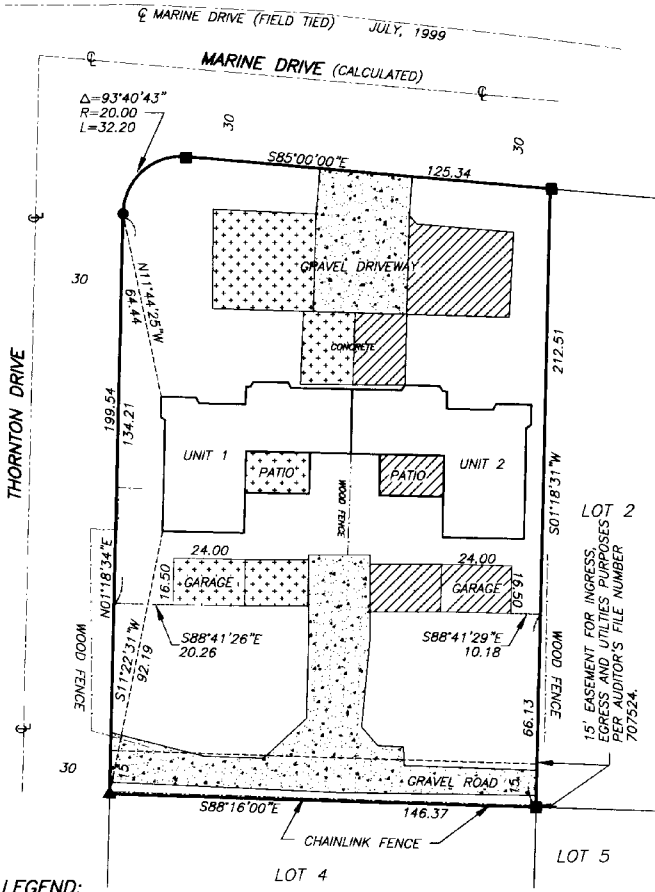 ℄ MARINE DRIVE (FIELD TIED) JULY, 1999
℄ MARINE DRIVE (CALCULATED)
℄
Δ=93°40'43"
R=20.00
L=32.20
30
30
S85°00'00"E
125.34
℄
30
N11°44'25"W
64.44
GRAVEL DRIVEWAY
CONCRETE
THORNTON DRIVE
199.54
134.21
212.51
UNIT 1
PATIO
PATIO
UNIT 2
WOOD FENCE
S01°18'31"W
LOT 2
15' EASEMENT FOR INGRESS,
EGRESS AND UTILITIES PURPOSES
PER AUDITOR'S FILE NUMBER
707524.
24.00
24.00
16.50
GARAGE
GARAGE
16.50
N01°18'34"E
S88°41'26"E
20.26
S88°41'29"E
10.18
WOOD FENCE
S11°22'31"W
92.19
WOOD FENCE
66.13
℄
30
15'
GRAVEL ROAD
15'
S88°16'00"E
146.37
CHAINLINK FENCE
LOT 5
LOT 4
LEGEND: